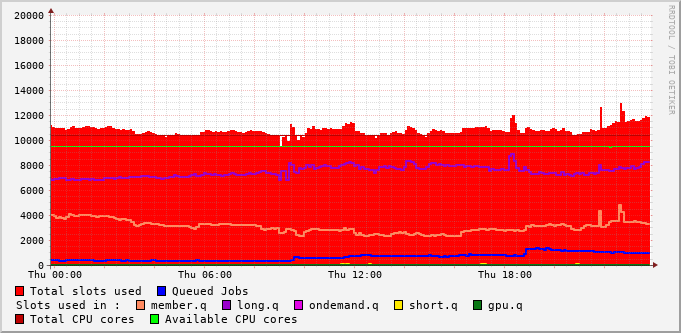 20000
18000
16000
14000
12000
10000
8000
6000
4000
2000
0
Thu 00:00 Thu 06:00 Thu 12:00 Thu 18:00
RRDTOOL / TOBI OETIKER
Total slots used Queued Jobs
Slots used in : member.q long.q ondemand.q short.q gpu.q
Total CPU cores Available CPU cores